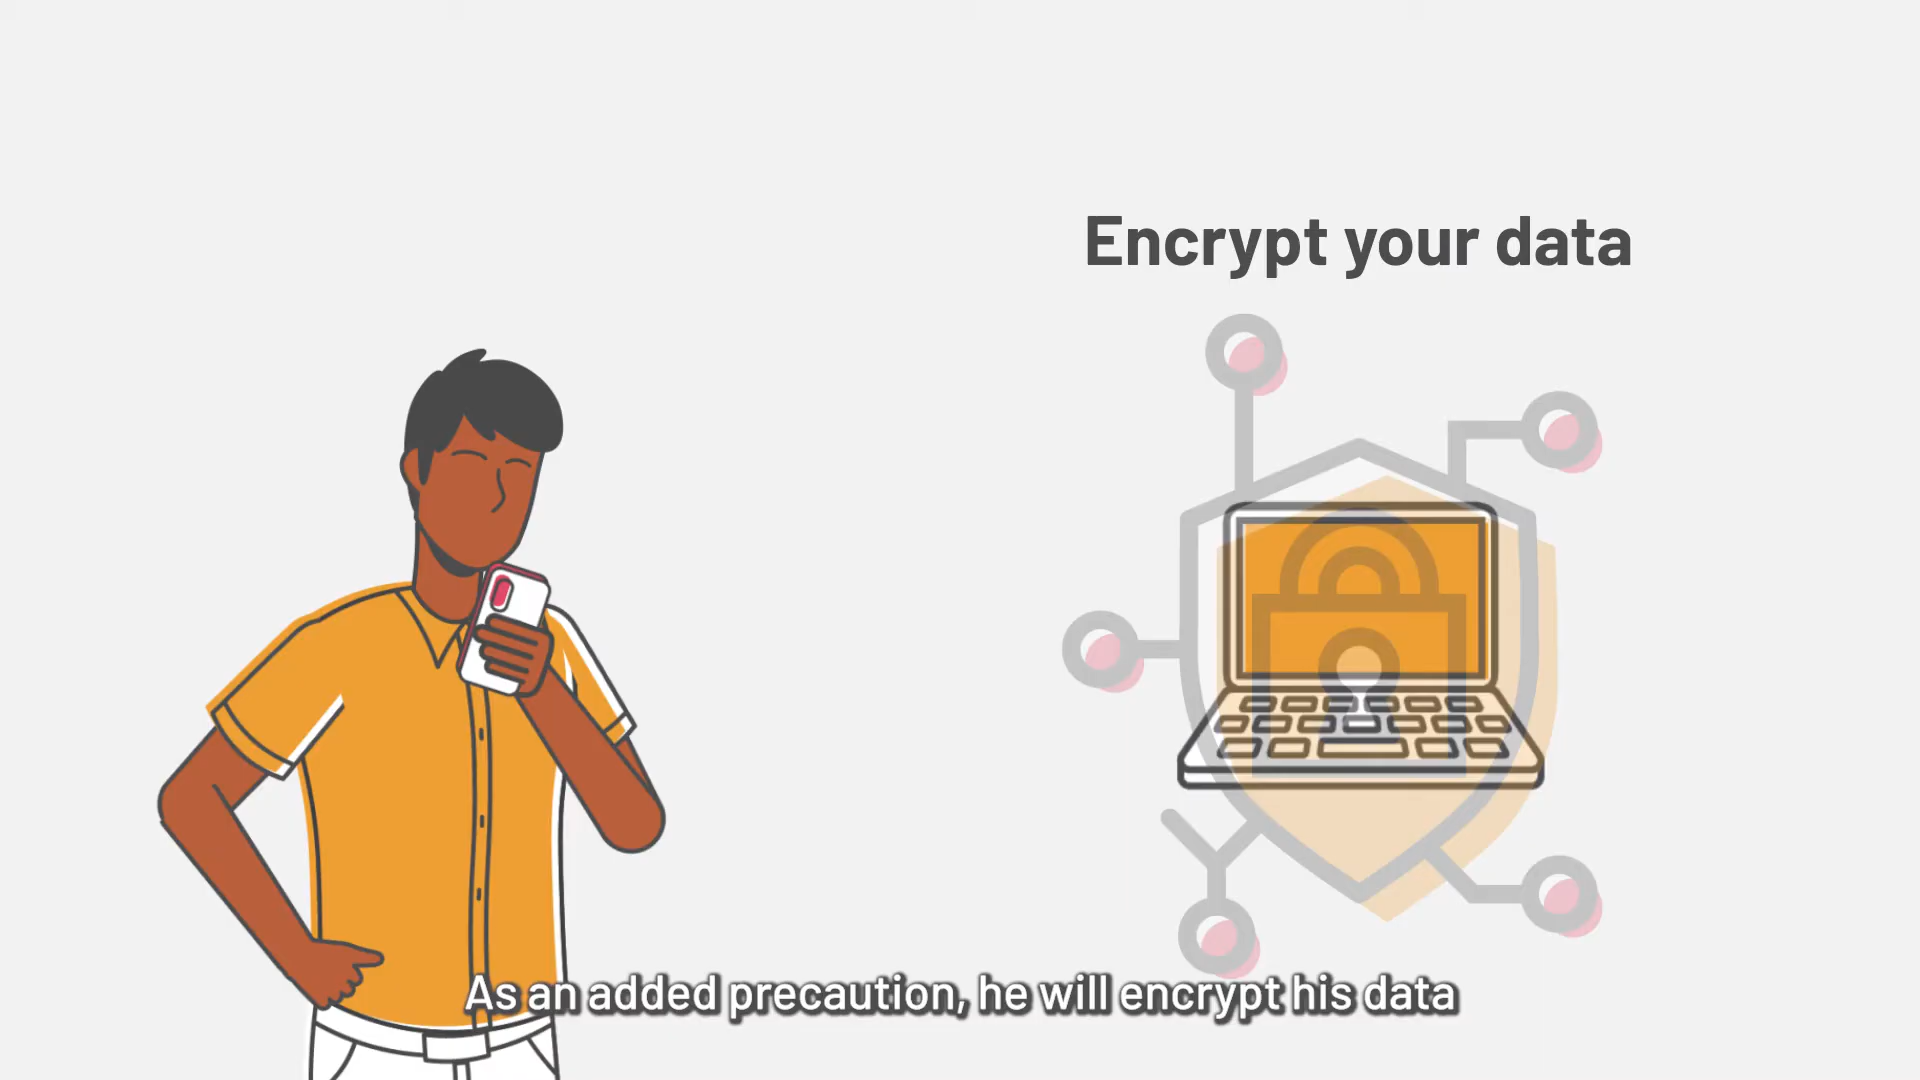 Encrypt your data
As an added precaution, he will encrypt his data